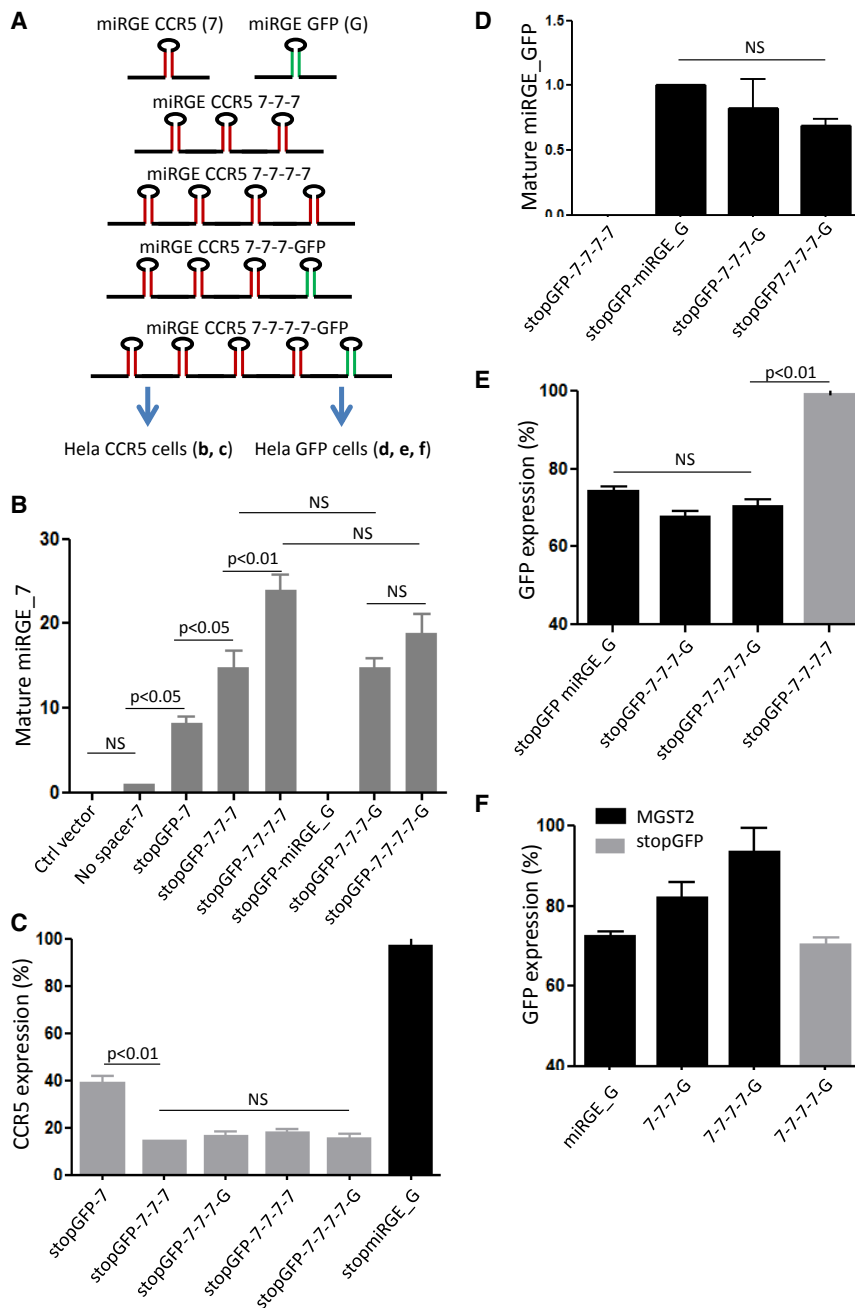 A
miRGE CCR5 (7) miRGE GFP (G)
miRGE CCR5 7-7-7
miRGE CCR5 7-7-7-7
miRGE CCR5 7-7-7-GFP
miRGE CCR5 7-7-7-7-GFP
Hela CCR5 cells (b, c) Hela GFP cells (d, e, f)
B
Mature miRGE_7
30
20
10
0
NS
p<0.05
p<0.05
p<0.01
NS
NS
NS
Ctrl vector
No spacer-7
stopGFP-7
stopGFP-7-7-7
stopGFP-7-7-7-7
stopGFP-miRGE_G
stopGFP-7-7-7-G
stopGFP-7-7-7-7-G
C
CCR5 expression (%)
100
80
60
40
20
0
p<0.01
NS
stopGFP-7
stopGFP-7-7-7
stopGFP-7-7-7-G
stopGFP-7-7-7-7
stopGFP-7-7-7-7-G
stopmiRGE_G
D
Mature miRGE_GFP
1.5
1.0
0.5
0.0
NS
stopGFP-7-7-7-7
stopGFP-miRGE_G
stopGFP-7-7-7-G
stopGFP7-7-7-7-G
E
GFP expression (%)
100
80
60
40
NS
p<0.01
stopGFP miRGE_G
stopGFP-7-7-7-G
stopGFP-7-7-7-7-G
stopGFP-7-7-7-7
F
GFP expression (%)
100
80
60
40
MGST2
stopGFP
miRGE_G
7-7-7-G
7-7-7-7-G
7-7-7-7-G